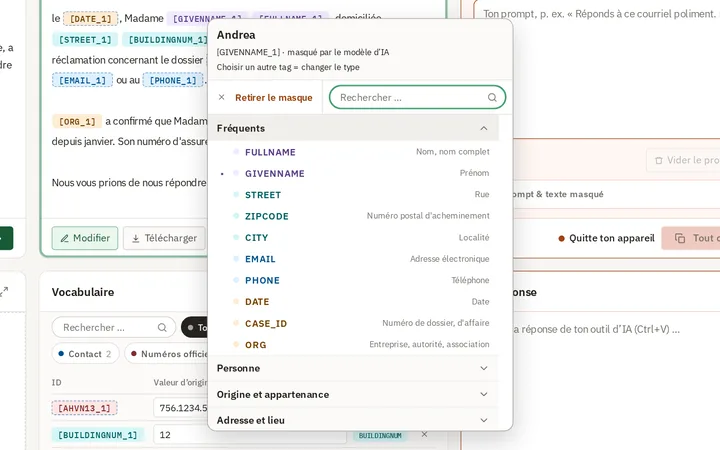 le [DATE_1], Madame [GIVENNAME_1] [FULLNAME_1], domiciliée
[STREET_1] [BUILDINGNUM_1]
réclamation concernant le dossier
[EMAIL_1] ou au [PHONE_1].
[ORG_1] a confirmé que Madam
depuis janvier. Son numéro d'assuré
Nous vous prions de nous répondre
Modifier
Télécharger
Andrea
[GIVENNAME_1] · masqué par le modèle d'IA
Choisir un autre tag = changer le type
× Retirer le masque
Rechercher ...
Fréquents
FULLNAME Nom, nom complet
• GIVENNAME Prénom
STREET Rue
ZIPCODE Numéro postal d'acheminement
CITY Localité
EMAIL Adresse électronique
PHONE Téléphone
DATE Date
CASE_ID Numéro de dossier, d'affaire
ORG Entreprise, autorité, association
Personne
Origine et appartenance
Adresse et lieu
Ton prompt, p. ex. « Réponds à ce courriel poliment.
Vider le pro
ompt & texte masqué
Quitte ton appareil
Tout c
Vocabulaire
Rechercher ...
To
Contact 2
Numéros officie
ID Valeur d'origin
[AHVN13_1] 756.1234.5
[BUILDINGNUM_1] 12 BUILDINGNUM ×
onse
a réponse de ton outil d'IA (Ctrl+V) ...